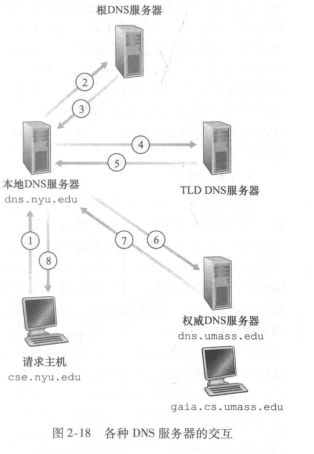 根DNS服务器
2
3
4
5
本地DNS服务器
dns.nyu.edu
TLD DNS服务器
1
8
7
6
请求主机
cse.nyu.edu
权威DNS服务器
dns.umass.edu
gaia.cs.umass.edu
图 2-18 各种 DNS 服务器的交互